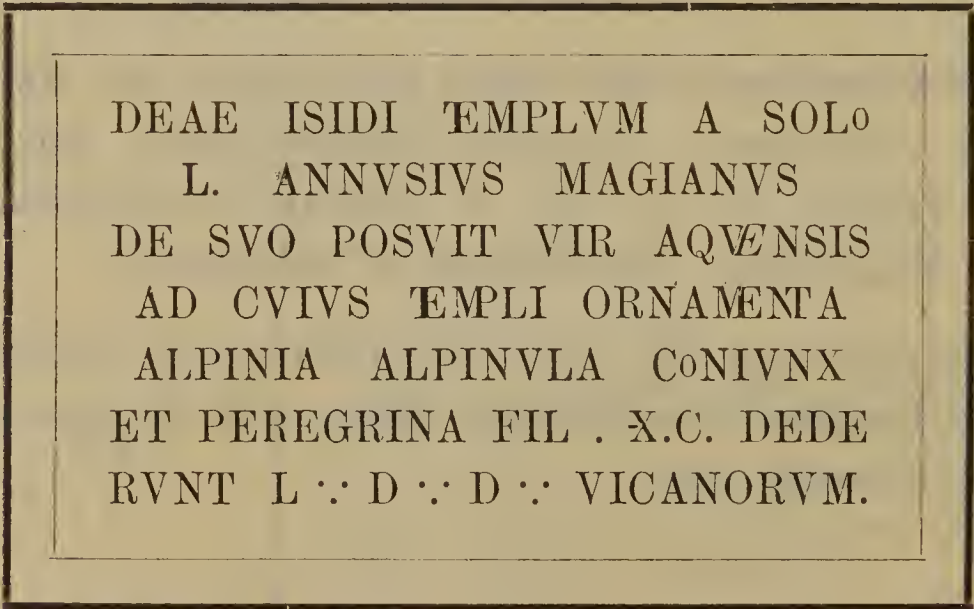 DEAE ISIDI TEMPLVM A SOLo
L. ANNVSIVS MAGIANVS
DE SVO POSVIT VIR AQVENSIS
AD CVIVS TEMPLI ORNAMENTA
ALPINIA ALPINVLA CoNIVNX
ET PEREGRINA FIL . X.C. DEDE
RVNT L ∵ D ∵ D ∵ VICANORVM.